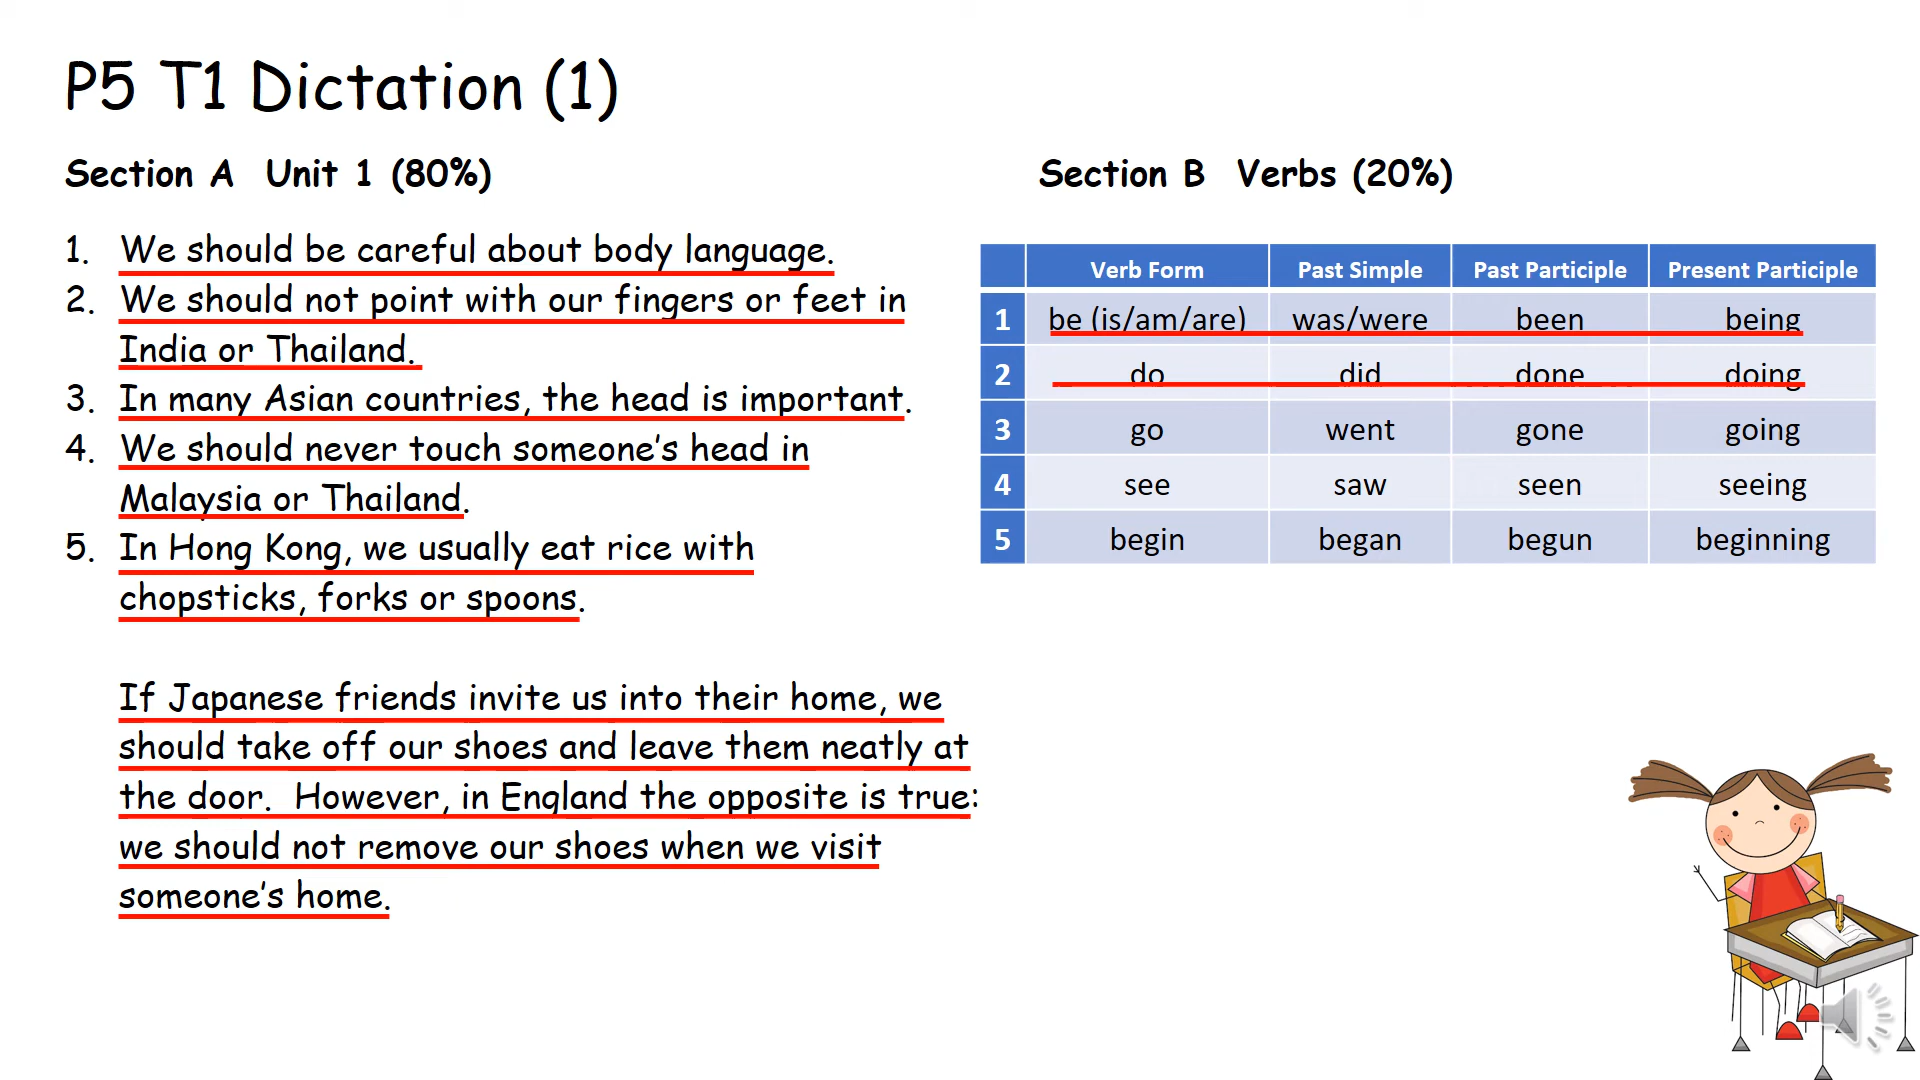 P5 T1 Dictation (1)
Section A Unit 1 (80%)
1. We should be careful about body language.
2. We should not point with our fingers or feet in
India or Thailand.
3. In many Asian countries, the head is important.
4. We should never touch someone’s head in
Malaysia or Thailand.
5. In Hong Kong, we usually eat rice with
chopsticks, forks or spoons.
If Japanese friends invite us into their home, we
should take off our shoes and leave them neatly at
the door. However, in England the opposite is true:
we should not remove our shoes when we visit
someone’s home.
Section B Verbs (20%)
Verb Form Past Simple Past Participle Present Participle
1 be (is/am/are) was/were been being
2 do did done doing
3 go went gone going
4 see saw seen seeing
5 begin began begun beginning